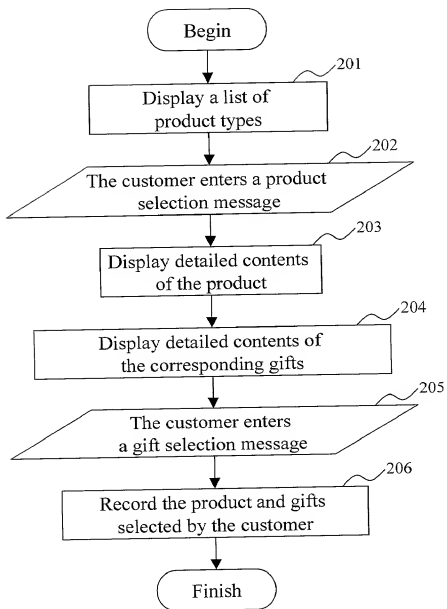 Begin
201
Display a list of
product types
202
The customer enters a product
selection message
203
Display detailed contents
of the product
204
Display detailed contents of
the corresponding gifts
205
The customer enters
a gift selection message
206
Record the product and gifts
selected by the customer
Finish